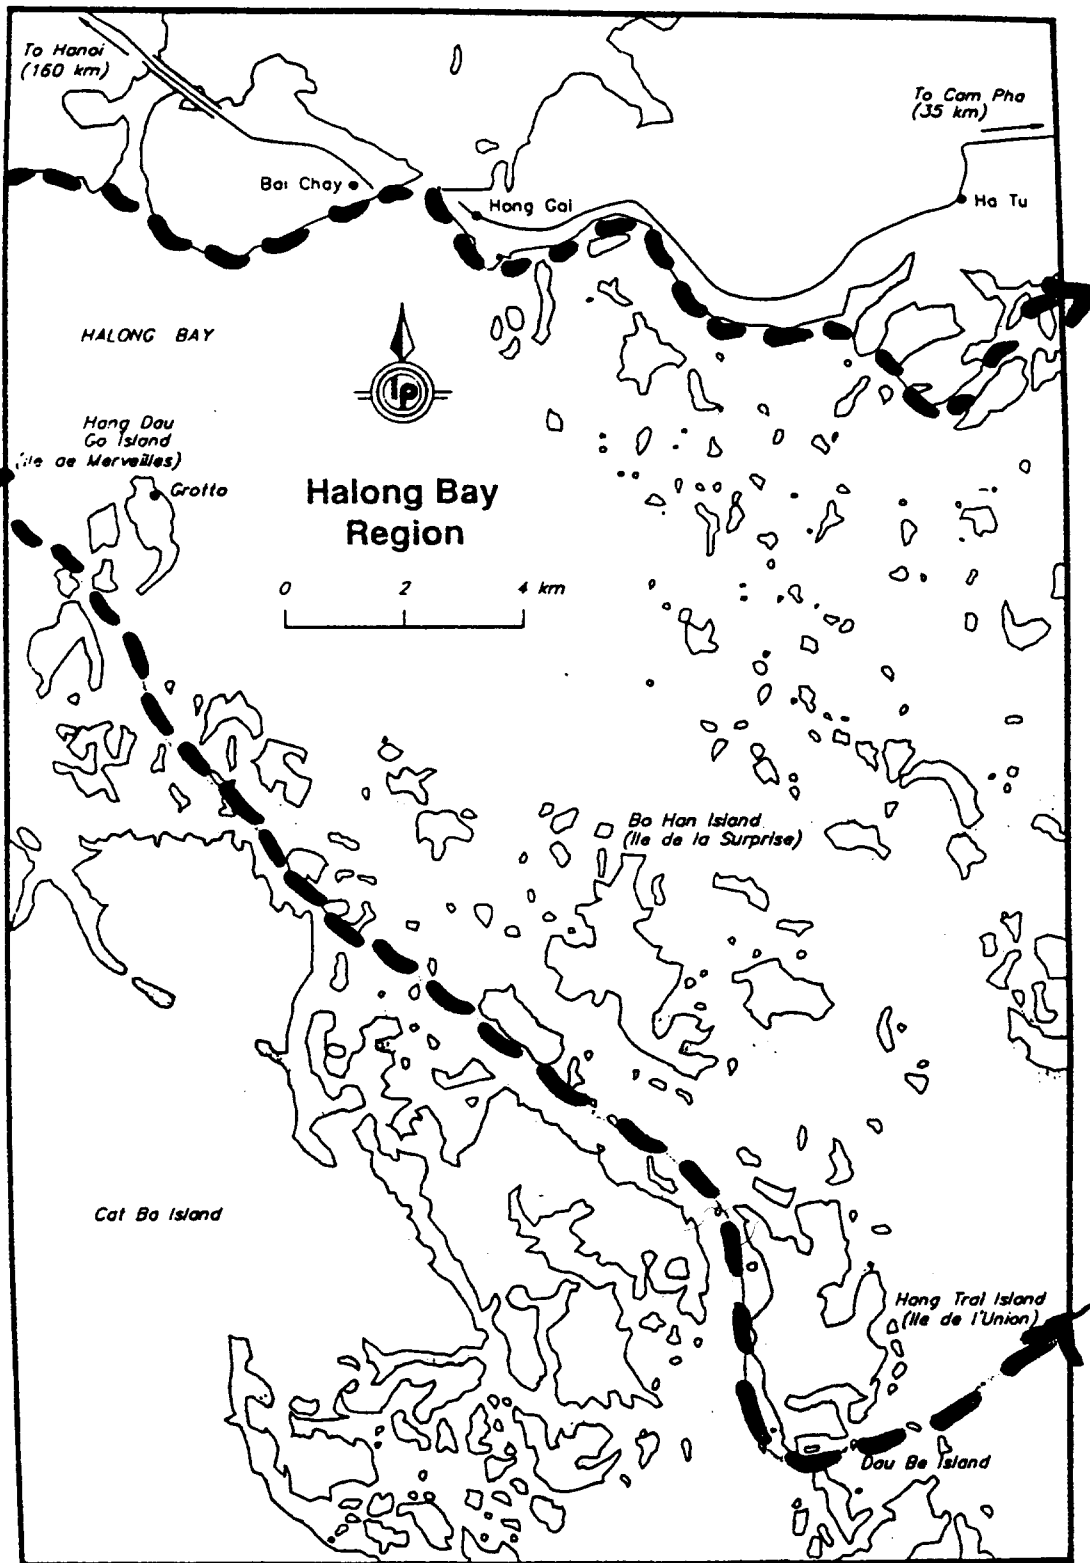 To Hanoi
(160 km)
To Cam Pha
(35 km)
Bai Chay
Hong Gai
Ha Tu
HALONG BAY
lp
Hang Dau
Go Island
(Ile de Merveilles)
Grotto
Halong Bay
Region
0 2 4 km
Bo Han Island
(Ile de la Surprise)
Cat Ba Island
Hang Trai Island
(Ile de l'Union)
Dau Be Island